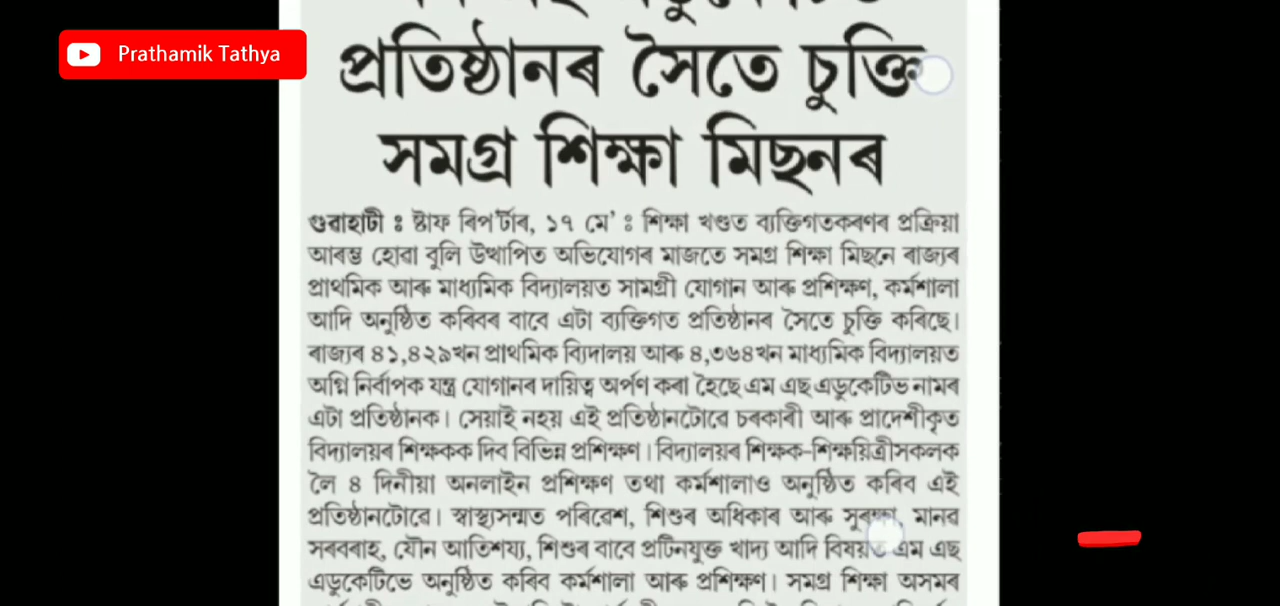 Prathamik Tathya
প্ৰতিষ্ঠানৰ সৈতে চুক্তি
সমগ্ৰ শিক্ষা মিছনৰ
গুৱাহাটী ঃ ষ্টাফ ৰিপ'ৰ্টাৰ, ১৭ মে' ঃ শিক্ষা খণ্ডত ব্যক্তিগতকৰণৰ প্ৰক্ৰিয়া
আৰম্ভ হোৱা বুলি উত্থাপিত অভিযোগৰ মাজতে সমগ্ৰ শিক্ষা মিছনে ৰাজ্যৰ
প্ৰাথমিক আৰু মাধ্যমিক বিদ্যালয়ত সামগ্ৰী যোগান আৰু প্ৰশিক্ষণ, কৰ্মশালা
আদি অনুষ্ঠিত কৰিবৰ বাবে এটা ব্যক্তিগত প্ৰতিষ্ঠানৰ সৈতে চুক্তি কৰিছে।
ৰাজ্যৰ ৪১,৪২৯খন প্ৰাথমিক ব্যিদালয় আৰু ৪,৩৬৪খন মাধ্যমিক বিদ্যালয়ত
অগ্নি নিৰ্বাপক যন্ত্ৰ যোগানৰ দায়িত্ব অৰ্পণ কৰা হৈছে এম এছ এডুকেটিভ নামৰ
এটা প্ৰতিষ্ঠানক। সেয়াই নহয় এই প্ৰতিষ্ঠানটোৱে চৰকাৰী আৰু প্ৰাদেশীকৃত
বিদ্যালয়ৰ শিক্ষকক দিব বিভিন্ন প্ৰশিক্ষণ। বিদ্যালয়ৰ শিক্ষক-শিক্ষয়িত্ৰীসকলক
লৈ ৪ দিনীয়া অনলাইন প্ৰশিক্ষণ তথা কৰ্মশালাও অনুষ্ঠিত কৰিব এই
প্ৰতিষ্ঠানটোৱে। স্বাস্থ্যসন্মত পৰিৱেশ, শিশুৰ অধিকাৰ আৰু সুৰক্ষা, মানৱ
সৰবৰাহ, যৌন আতিশয্য, শিশুৰ বাবে প্ৰটিনযুক্ত খাদ্য আদি বিষয়ত এম এছ
এডুকেটিভে অনুষ্ঠিত কৰিব কৰ্মশালা আৰু প্ৰশিক্ষণ। সমগ্ৰ শিক্ষা অসমৰ